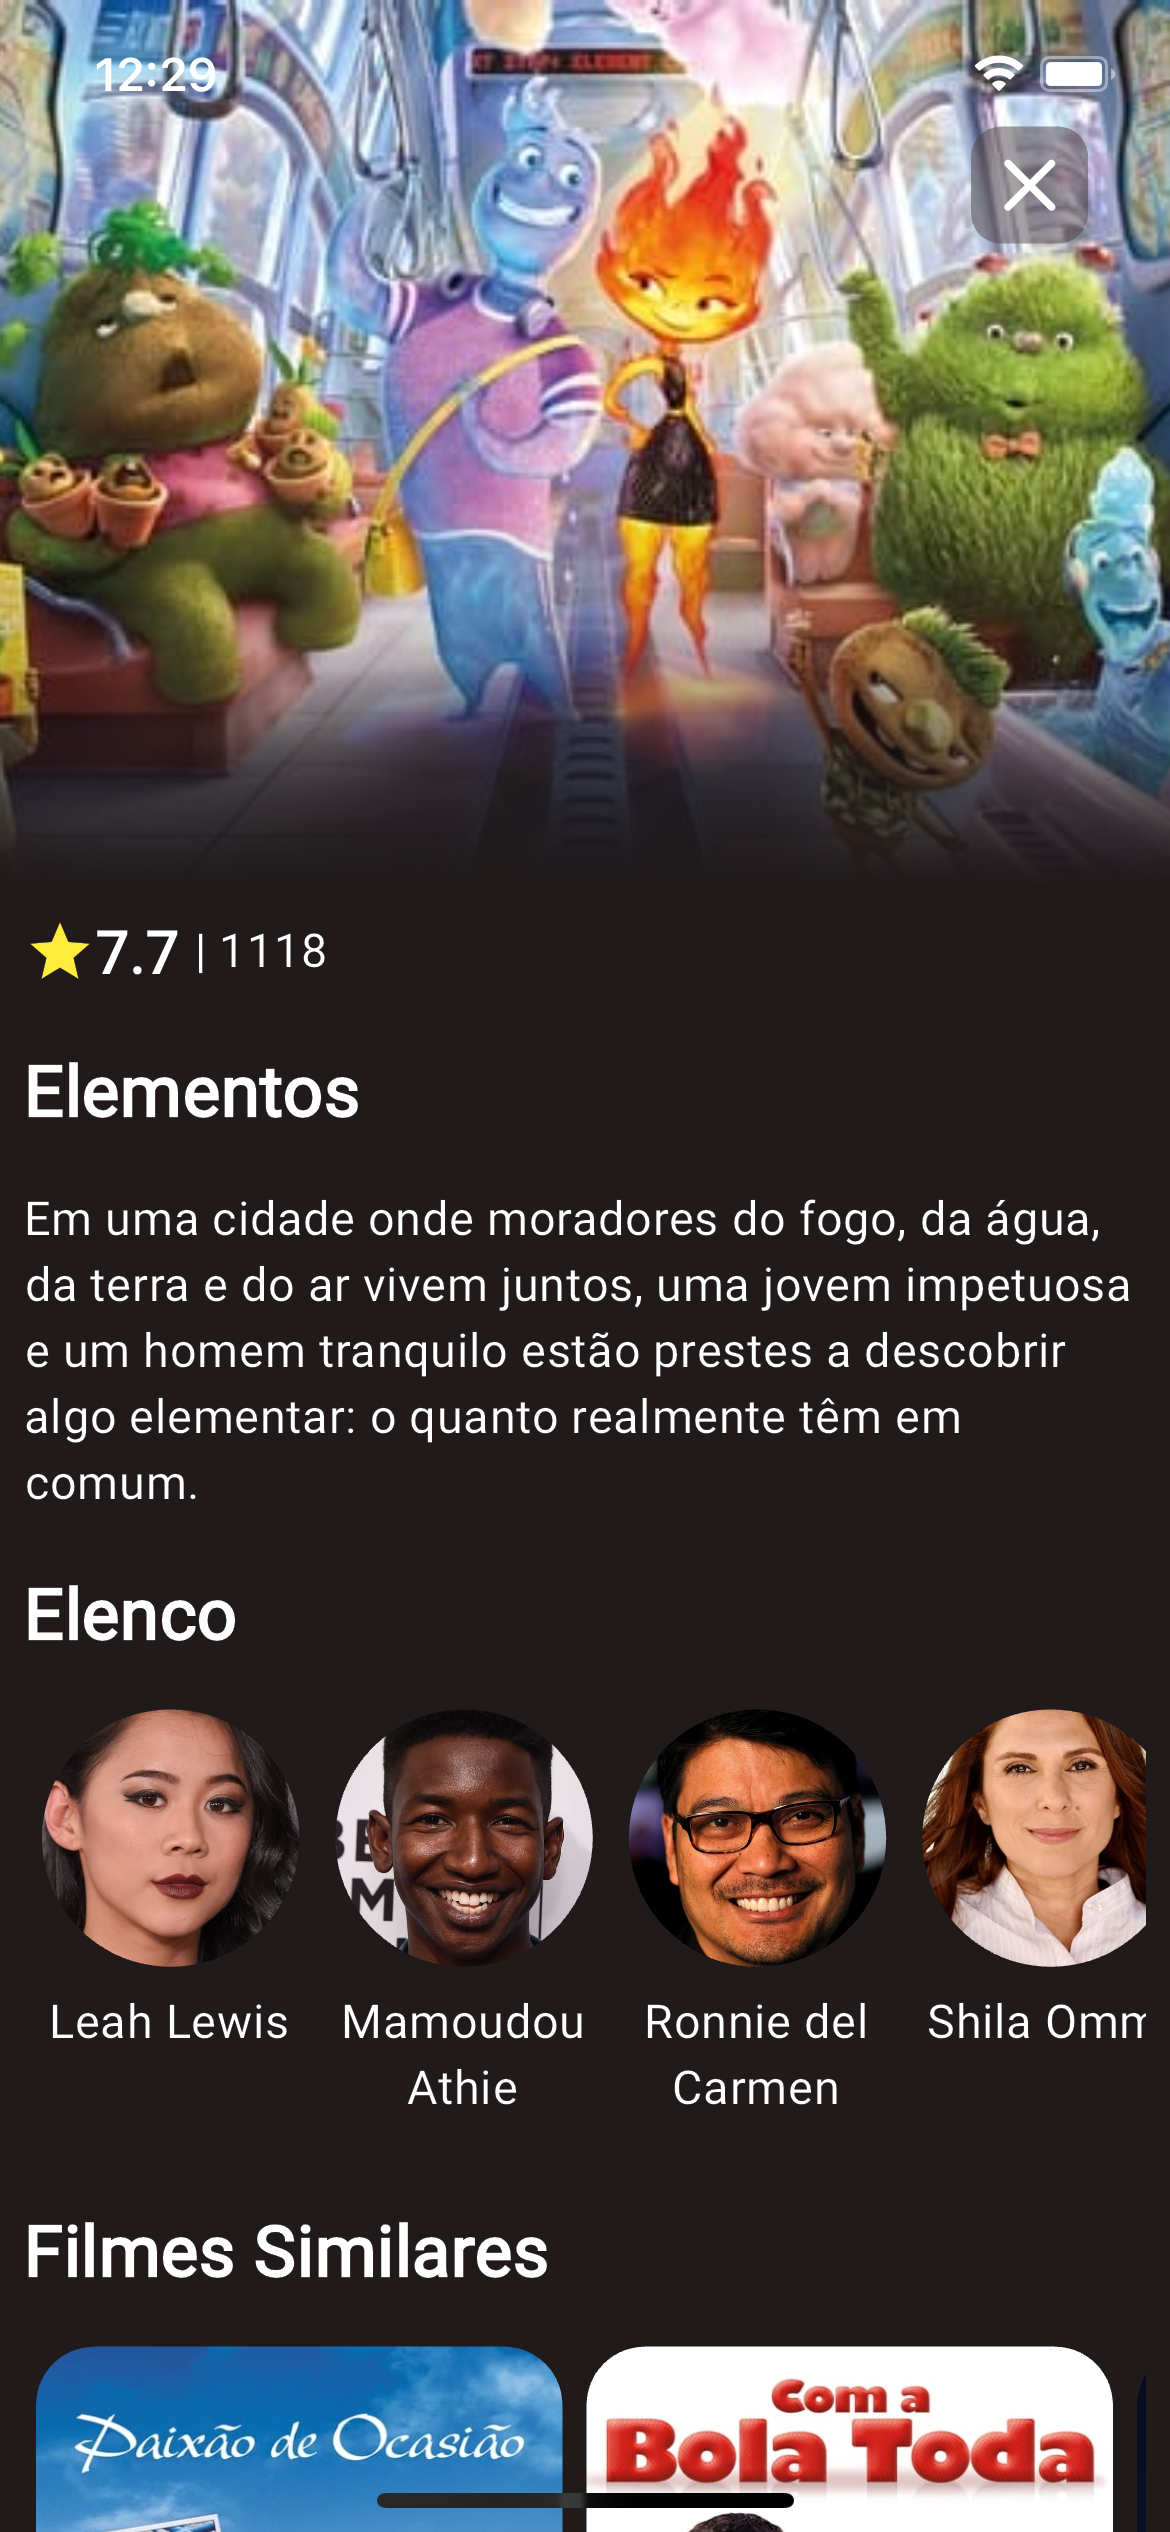 12:29
7.7 | 1118
Elementos
Em uma cidade onde moradores do fogo, da água,
da terra e do ar vivem juntos, uma jovem impetuosa
e um homem tranquilo estão prestes a descobrir
algo elementar: o quanto realmente têm em
comum.
Elenco
Leah Lewis
Mamoudou
Athie
Ronnie del
Carmen
Shila Omm
Filmes Similares
Paixão de Ocasião
Com a
Bola Toda